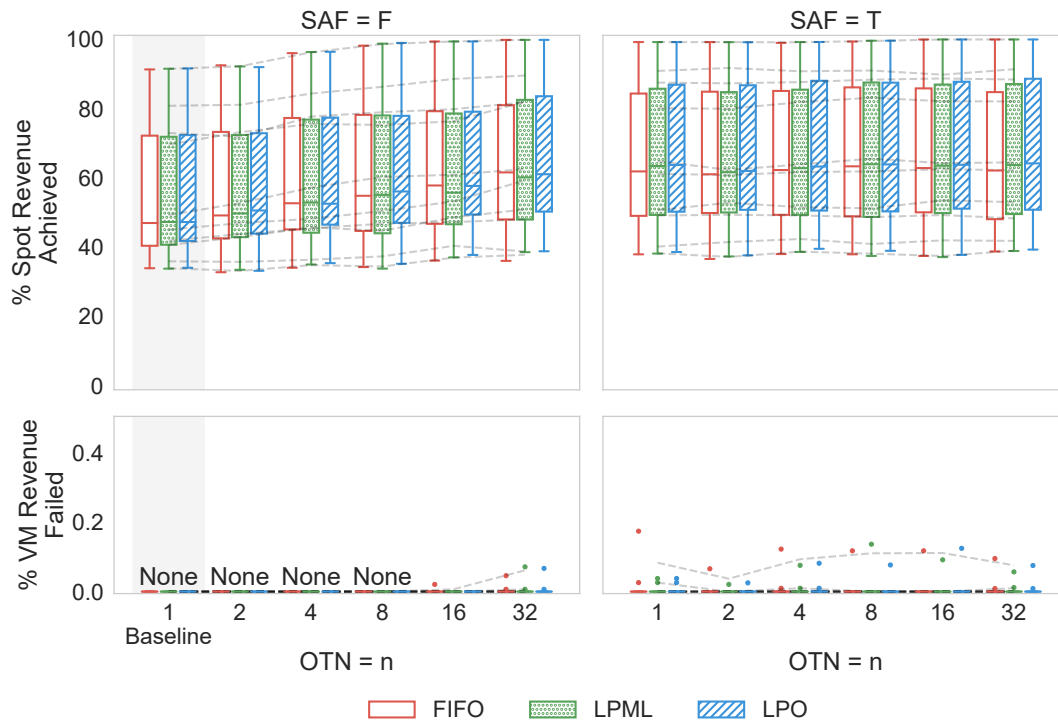 SAF = F
SAF = T
% Spot Revenue
Achieved
100
80
60
40
20
0
% VM Revenue
Failed
0.4
0.2
0.0
None None None None
1 2 4 8 16 32
Baseline
OTN = n
1 2 4 8 16 32
OTN = n
FIFO LPML LPO